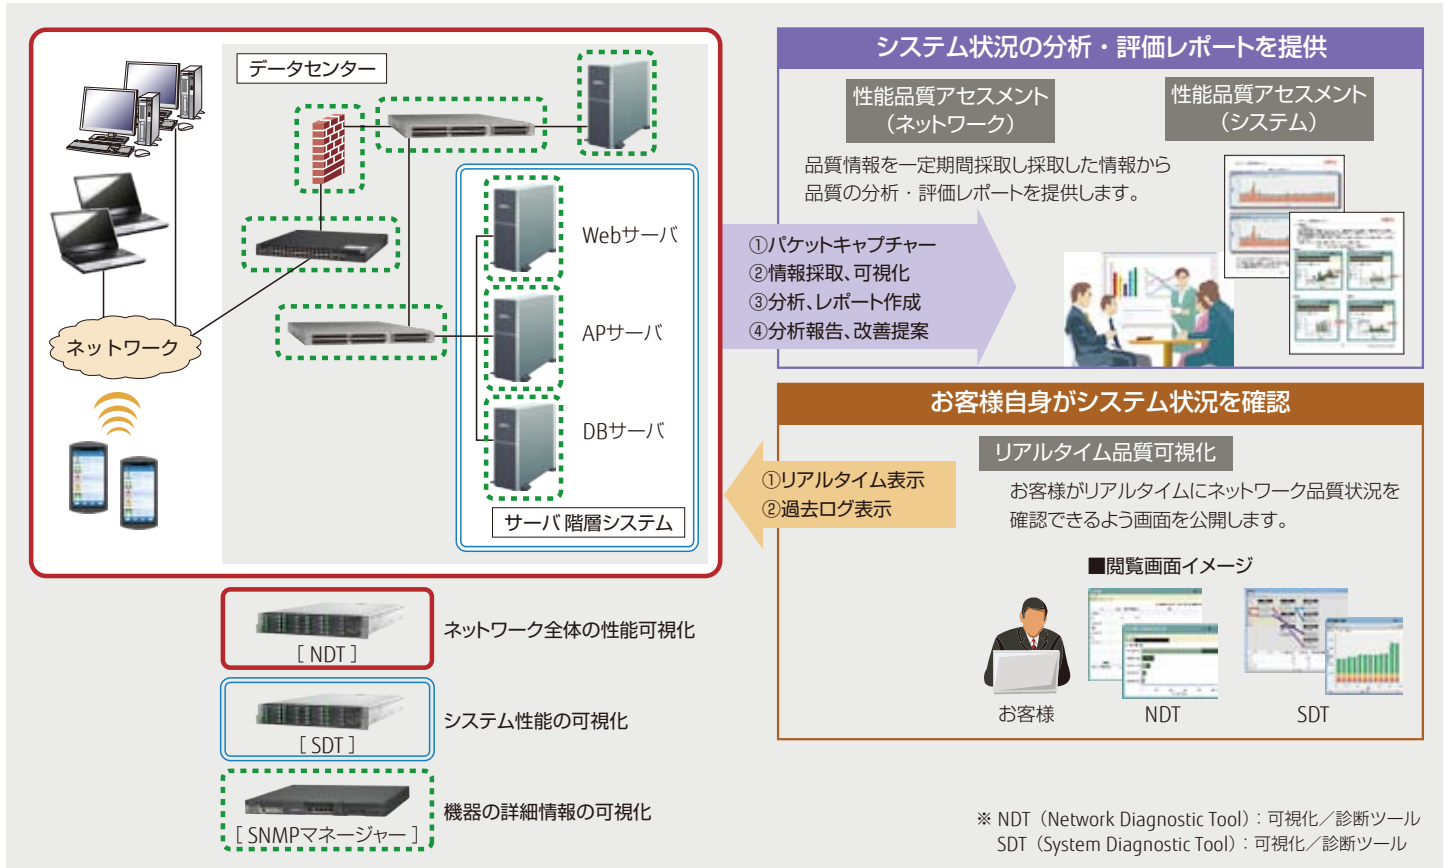 データセンター
Webサーバ
APサーバ
DBサーバ
サーバ階層システム
ネットワーク
[ NDT ]
ネットワーク全体の性能可視化
[ SDT ]
システム性能の可視化
[ SNMPマネージャー ]
機器の詳細情報の可視化
システム状況の分析・評価レポートを提供
性能品質アセスメント
（ネットワーク）
性能品質アセスメント
（システム）
品質情報を一定期間採取し採取した情報から
品質の分析・評価レポートを提供します。
①パケットキャプチャー
②情報採取、可視化
③分析、レポート作成
④分析報告、改善提案
お客様自身がシステム状況を確認
リアルタイム品質可視化
①リアルタイム表示
②過去ログ表示
お客様がリアルタイムにネットワーク品質状況を
確認できるよう画面を公開します。
■閲覧画面イメージ
お客様
NDT
SDT
※ NDT（Network Diagnostic Tool）：可視化／診断ツール
SDT（System Diagnostic Tool）：可視化／診断ツール